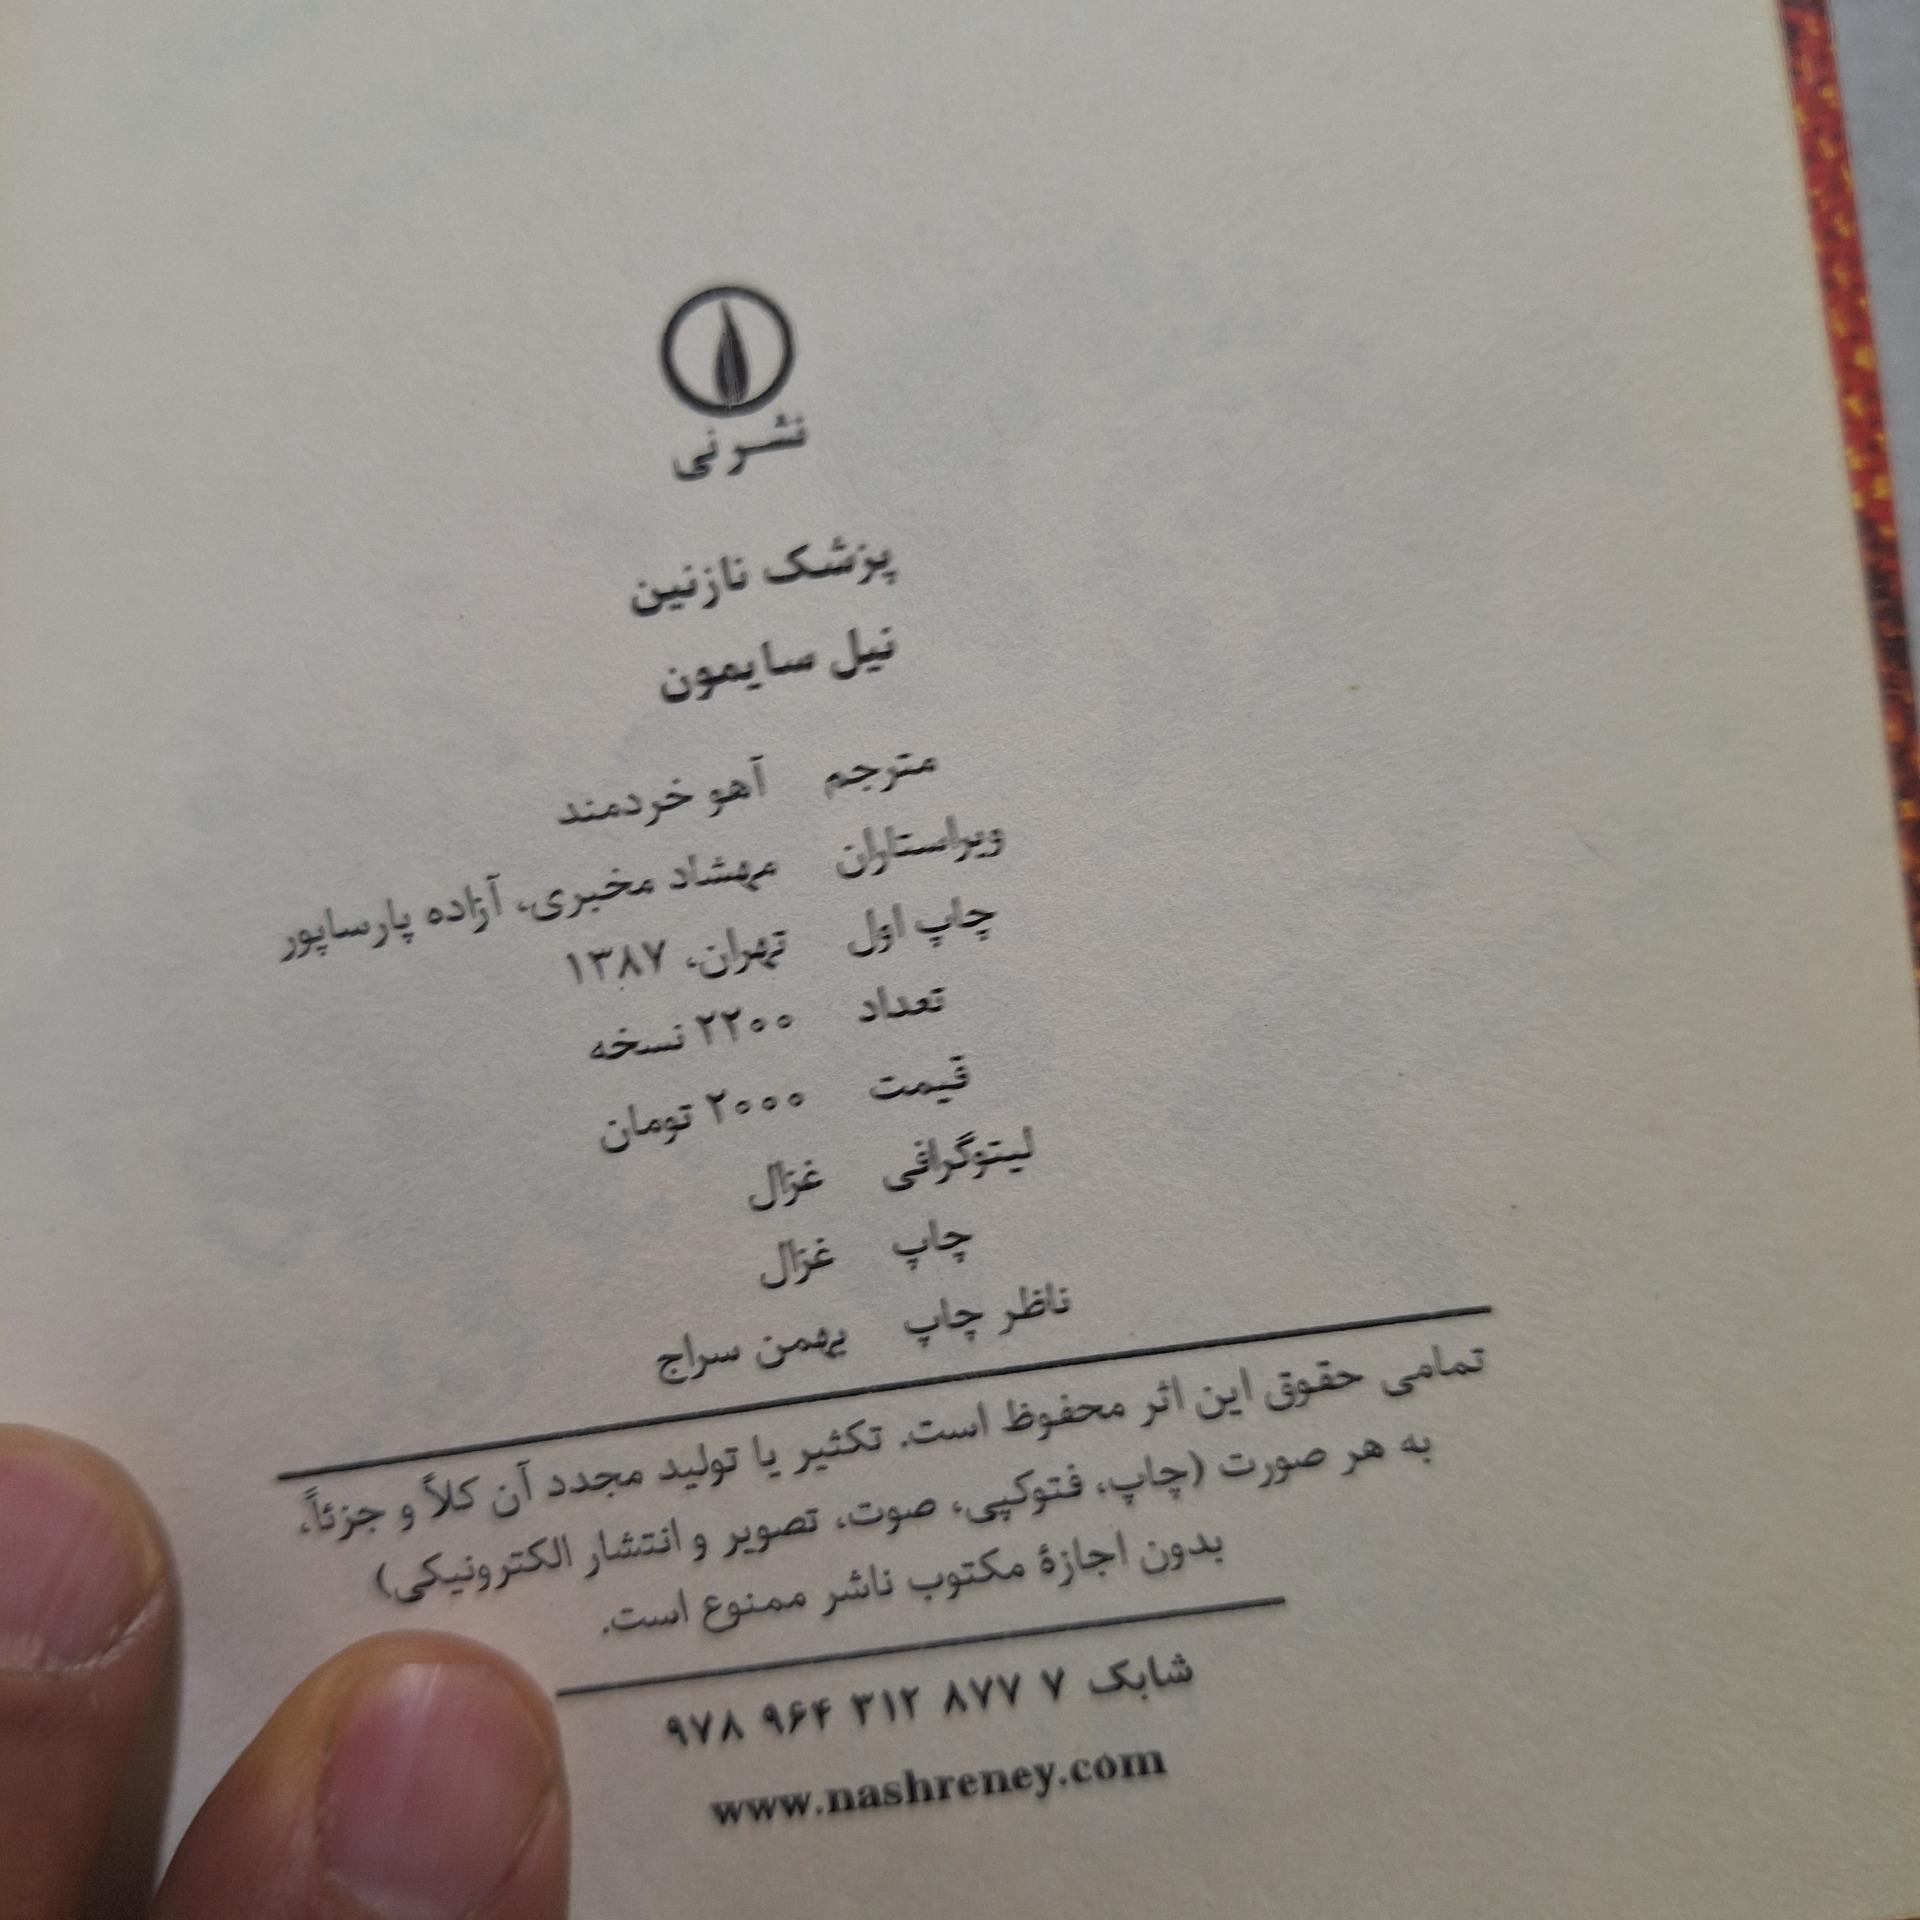 نشر نی
پزشک نازنین
نیل سایمون
مترجم آهو خردمند
ویراستاران مهشاد مخبری، آزاده پارساپور
چاپ اول تهران، ۱۳۸۷
تعداد ۲۲۰۰ نسخه
قیمت ۲۰۰۰ تومان
لیتوگرافی غزال
چاپ غزال
ناظر چاپ بهمن سراج
تمامی حقوق این اثر محفوظ است. تکثیر یا تولید مجدد آن کلاً و جزئاً،
به هر صورت (چاپ، فتوکپی، صوت، تصویر و انتشار الکترونیکی)
بدون اجازهٔ مکتوب ناشر ممنوع است.
شابک ۷ ۸۷۷ ۳۱۲ ۹۶۴ ۹۷۸
www.nashreney.com